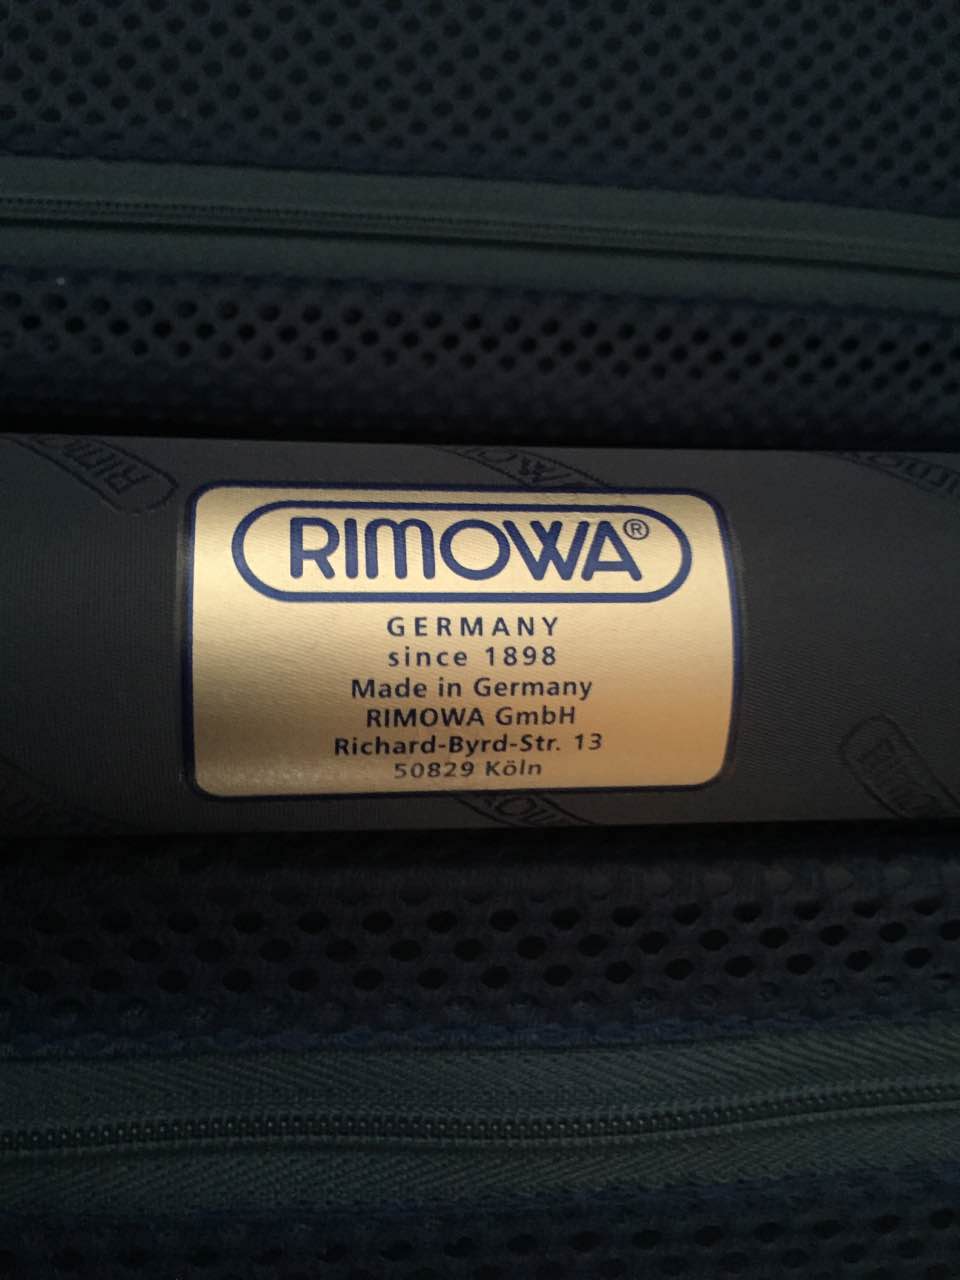 RIMOWA®
GERMANY
since 1898
Made in Germany
RIMOWA GmbH
Richard-Byrd-Str. 13
50829 Köln